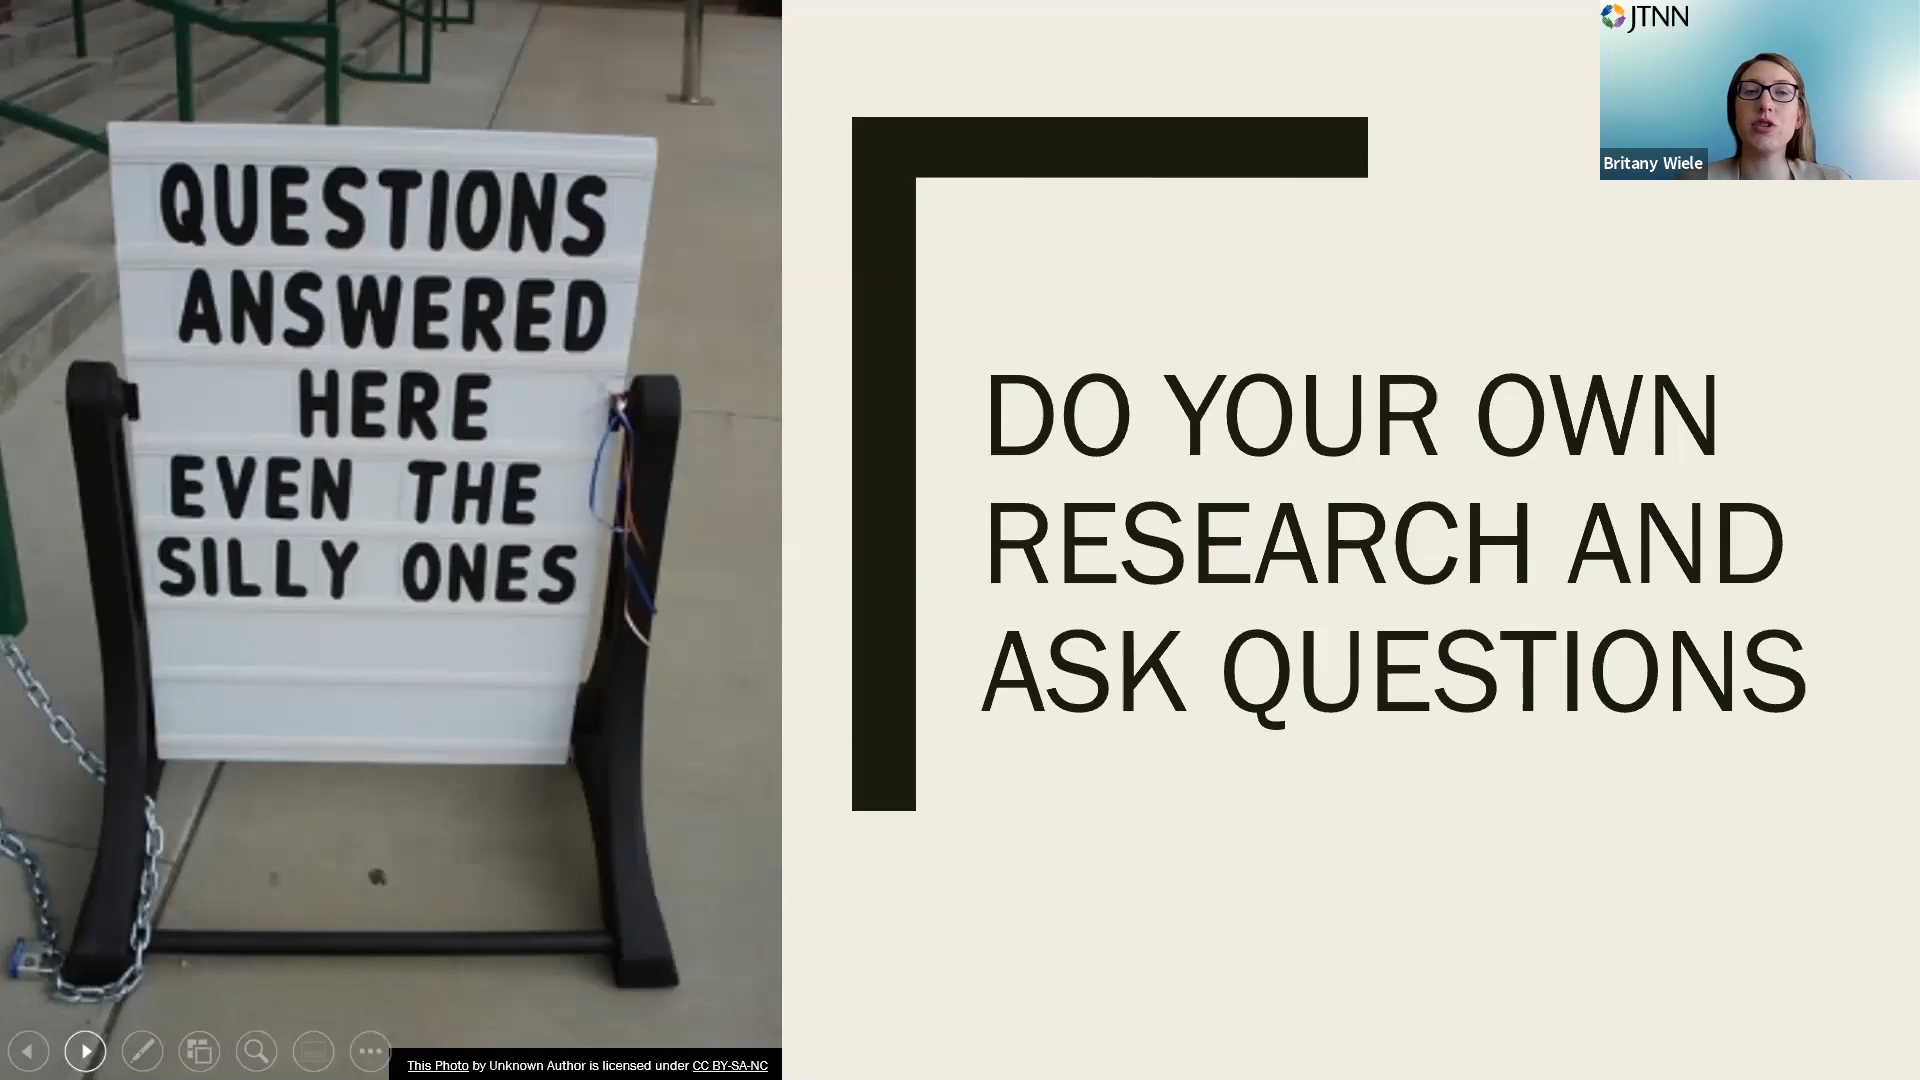 QUESTIONS
ANSWERED
HERE
EVEN THE
SILLY ONES
DO YOUR OWN
RESEARCH AND
ASK QUESTIONS
JTNN
Britany Wiele
This Photo by Unknown Author is licensed under CC BY-SA-NC